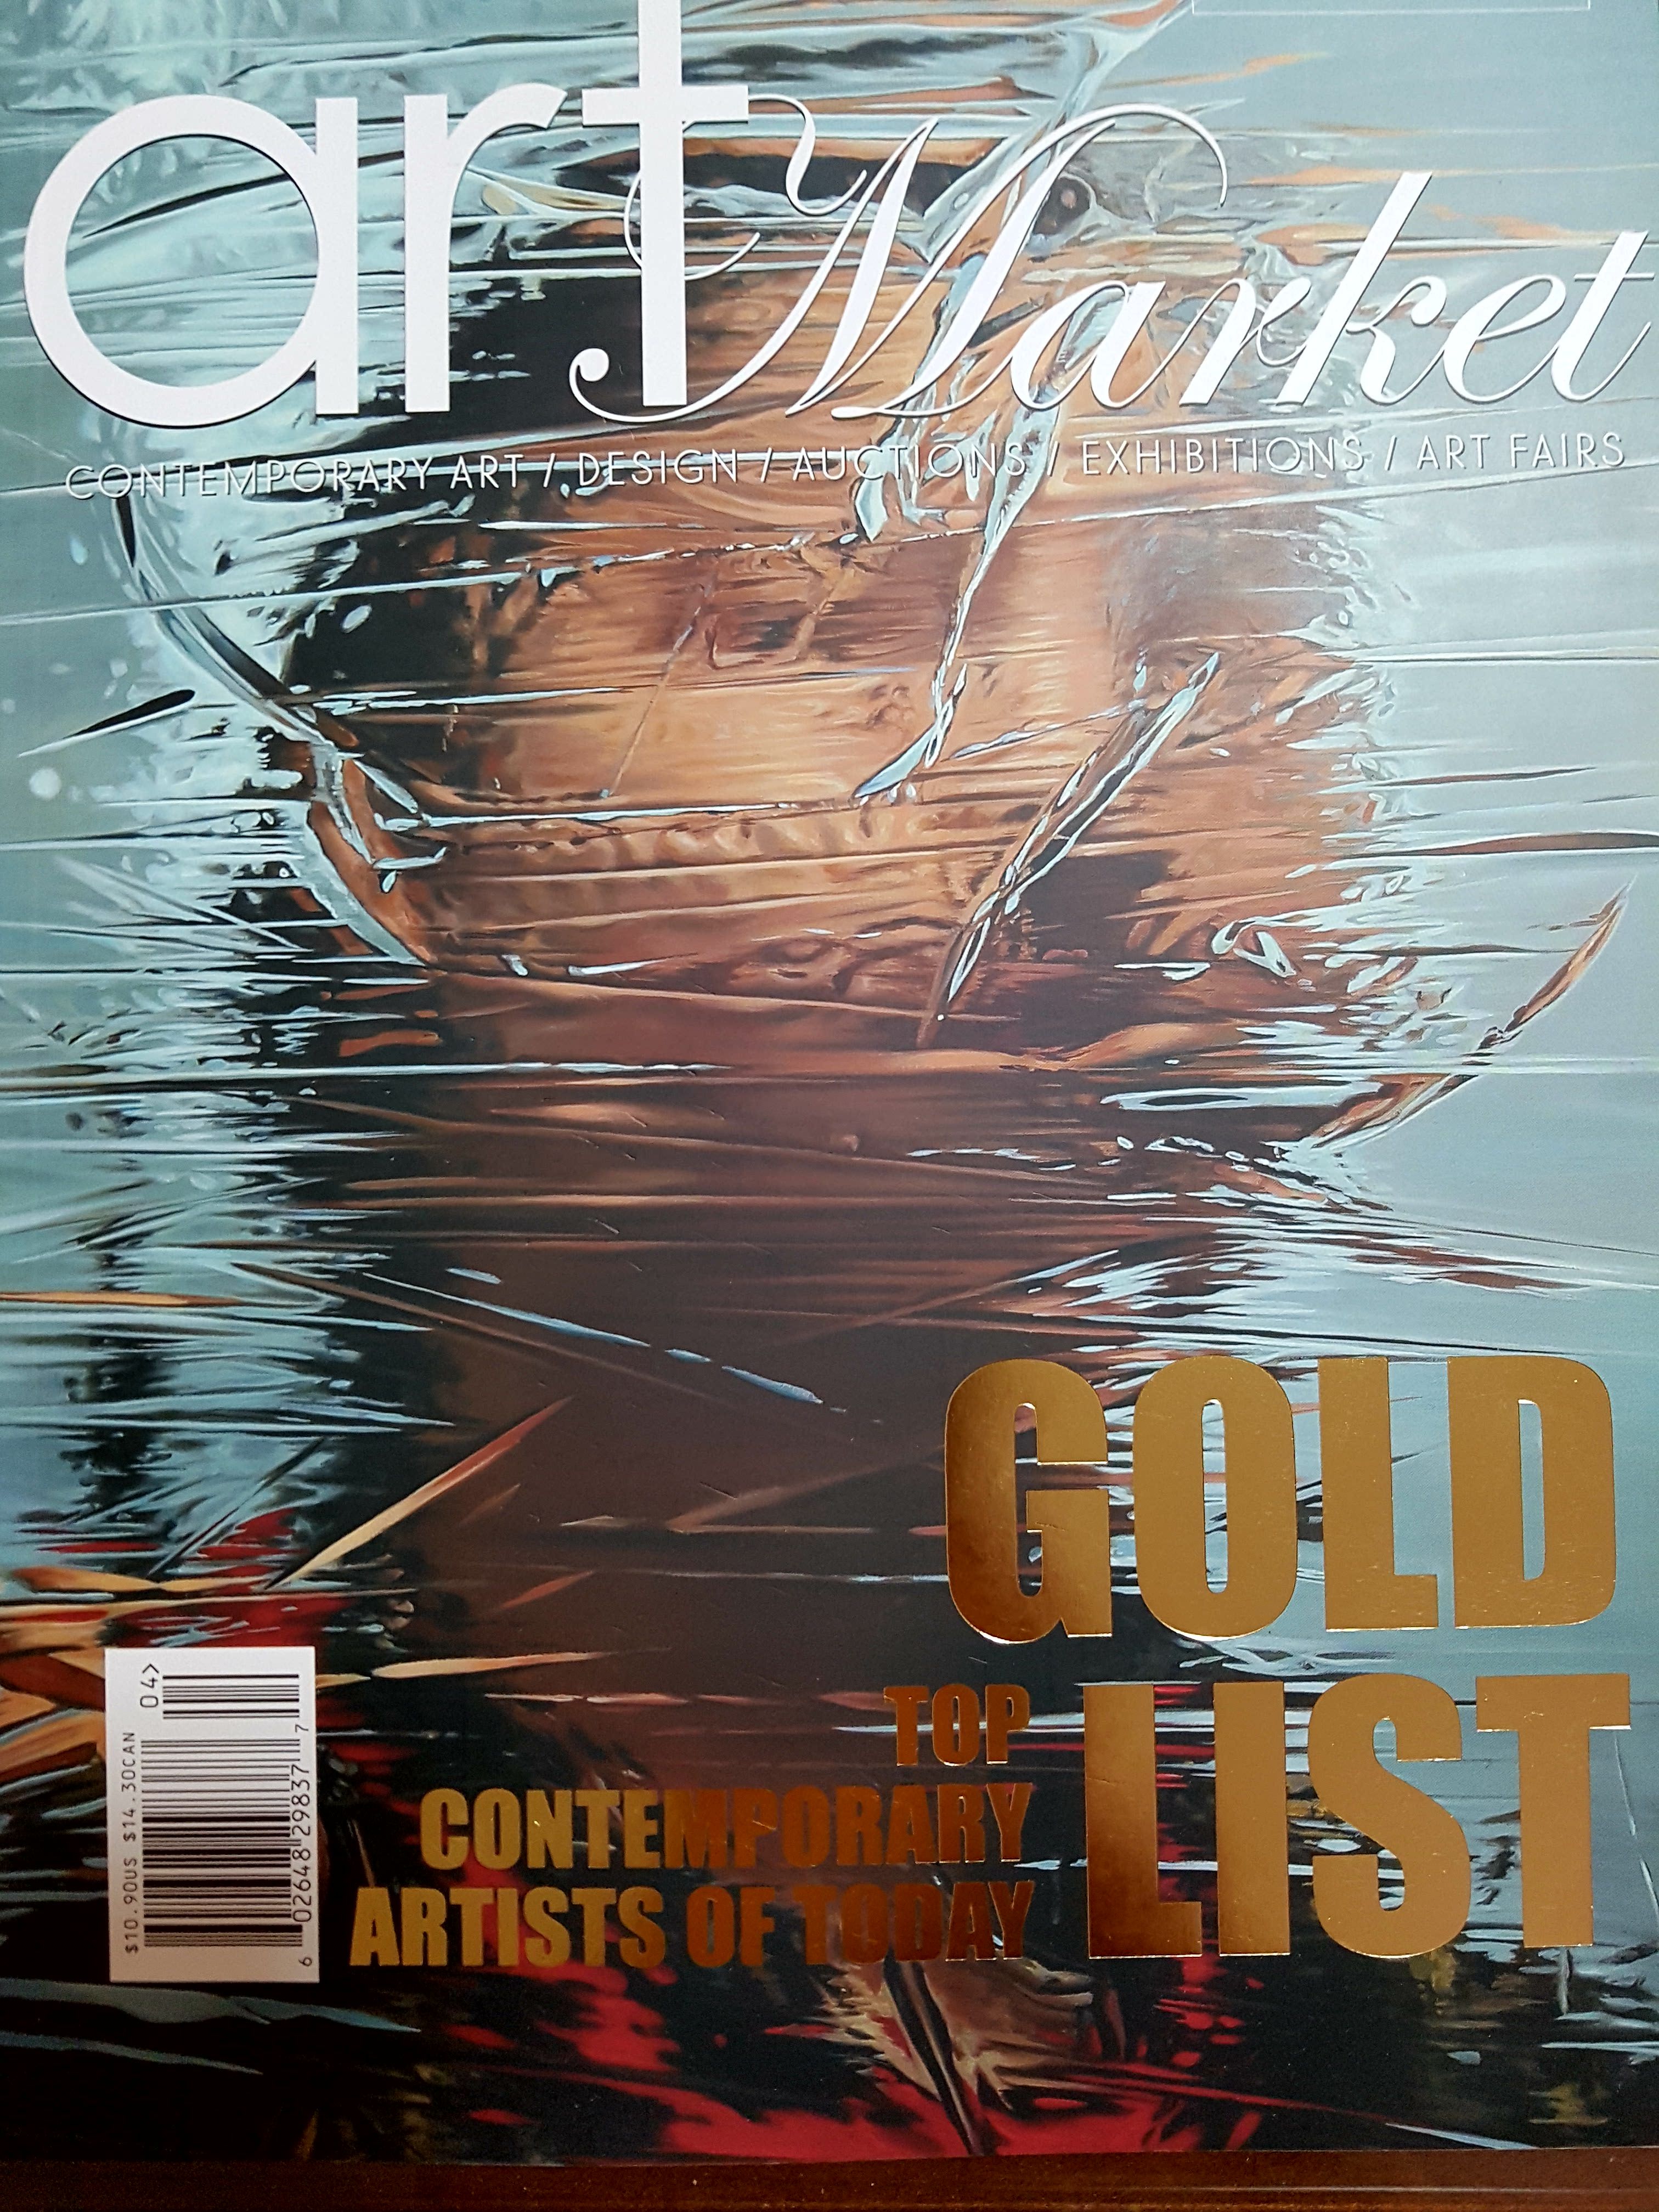 art Market
CONTEMPORARY ART / DESIGN / AUCTIONS / EXHIBITIONS / ART FAIRS
GOLD
LIST
TOP
CONTEMPORARY
ARTISTS OF TODAY
$10.90US $14.30CAN
04>
6 02648 29837 7